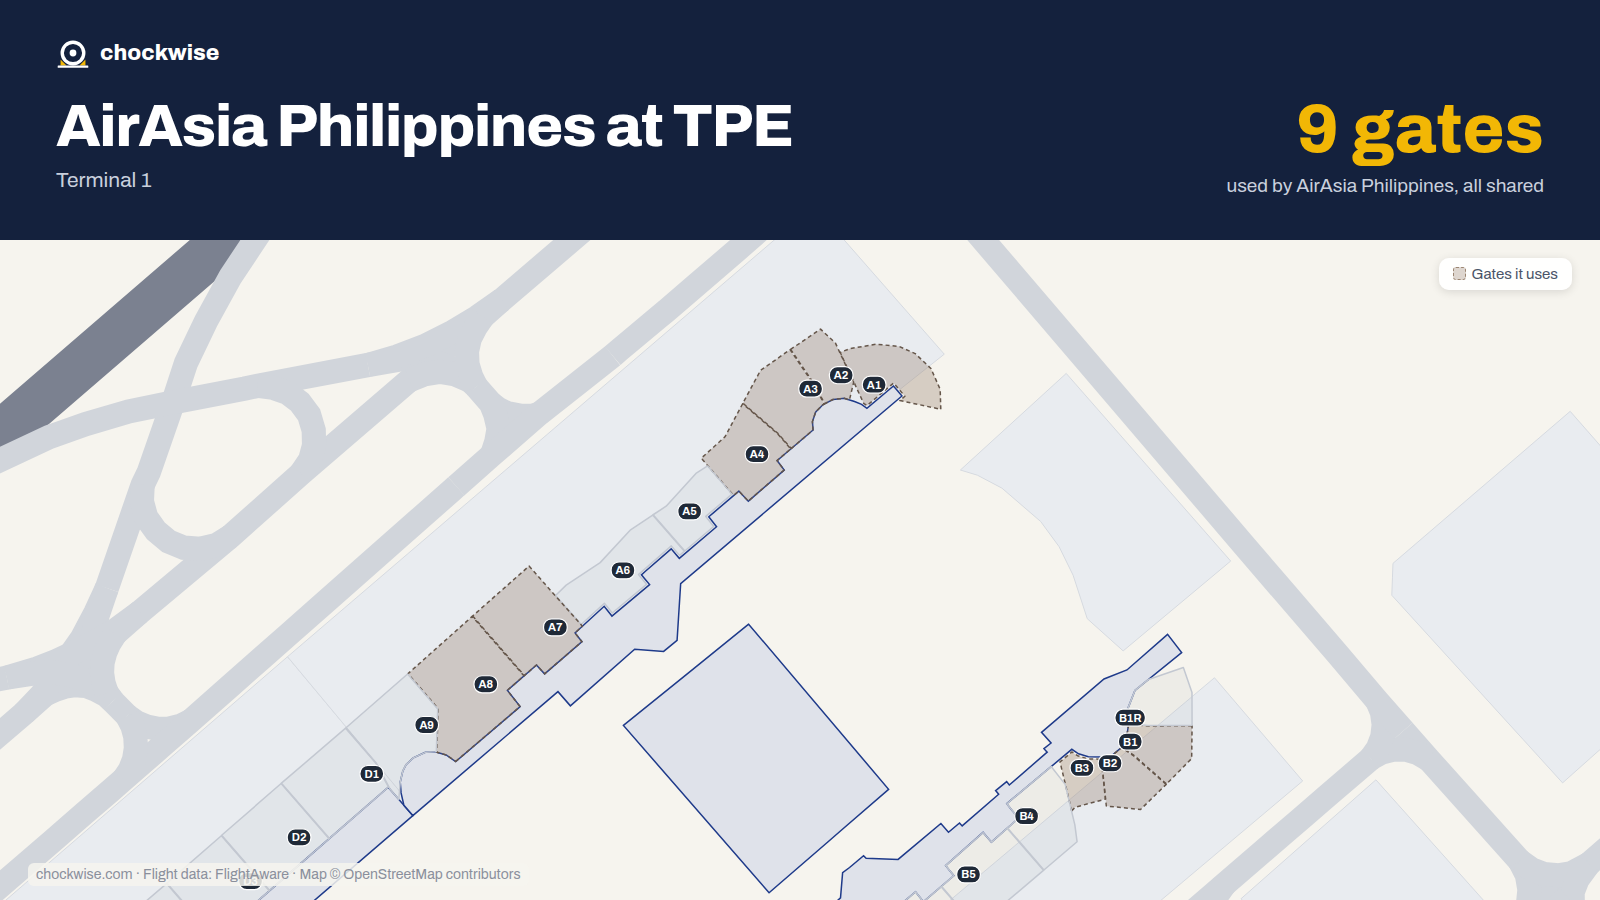 chockwise
AirAsia Philippines at TPE
Terminal 1
9 gates
used by AirAsia Philippines, all shared
Gates it uses
A1
A2
A3
A4
A5
A6
A7
A8
A9
D1
D2
B1R
B1
B2
B3
B4
B5
chockwise.com · Flight data: FlightAware · Map © OpenStreetMap contributors